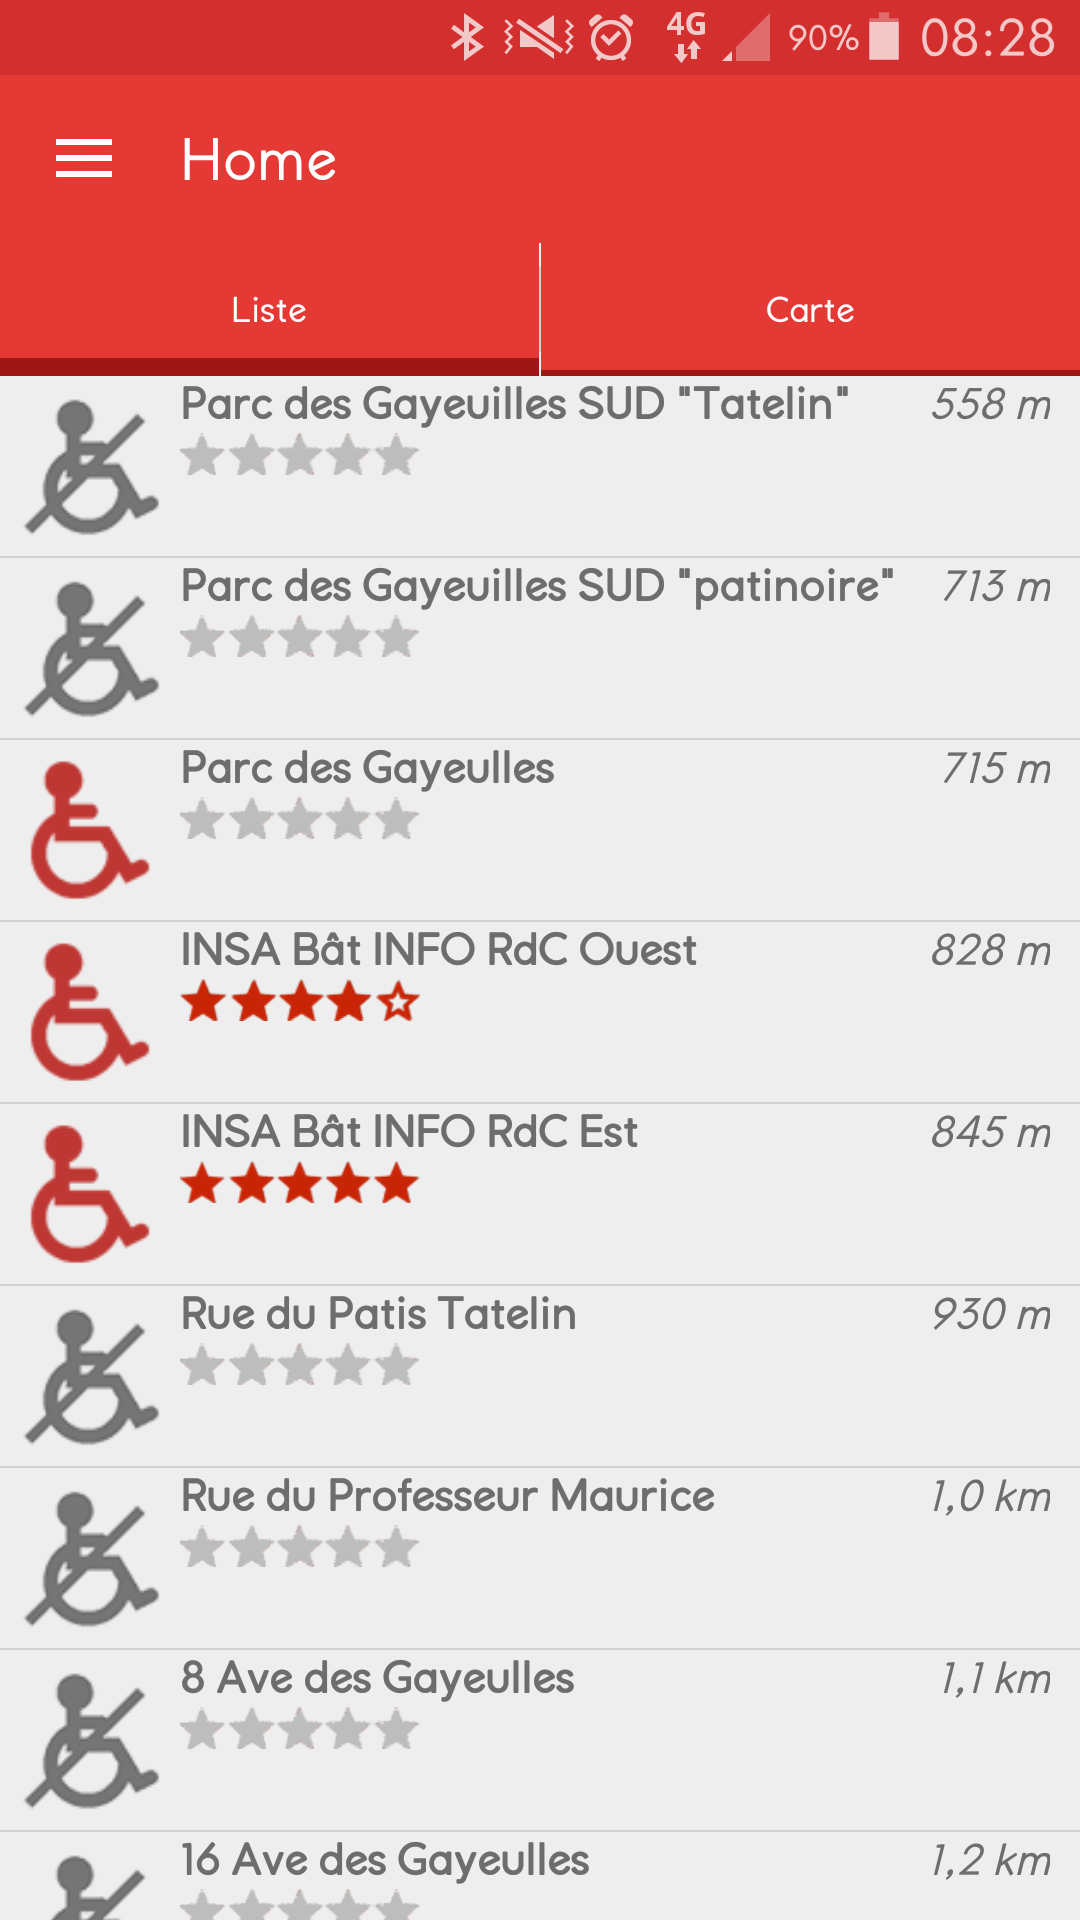 4G 90% 08:28
Home
Liste Carte
Parc des Gayeuilles SUD "Tatelin" 558 m
Parc des Gayeuilles SUD "patinoire" 713 m
Parc des Gayeulles 715 m
INSA Bât INFO RdC Ouest 828 m
INSA Bât INFO RdC Est 845 m
Rue du Patis Tatelin 930 m
Rue du Professeur Maurice 1,0 km
8 Ave des Gayeulles 1,1 km
16 Ave des Gayeulles 1,2 km